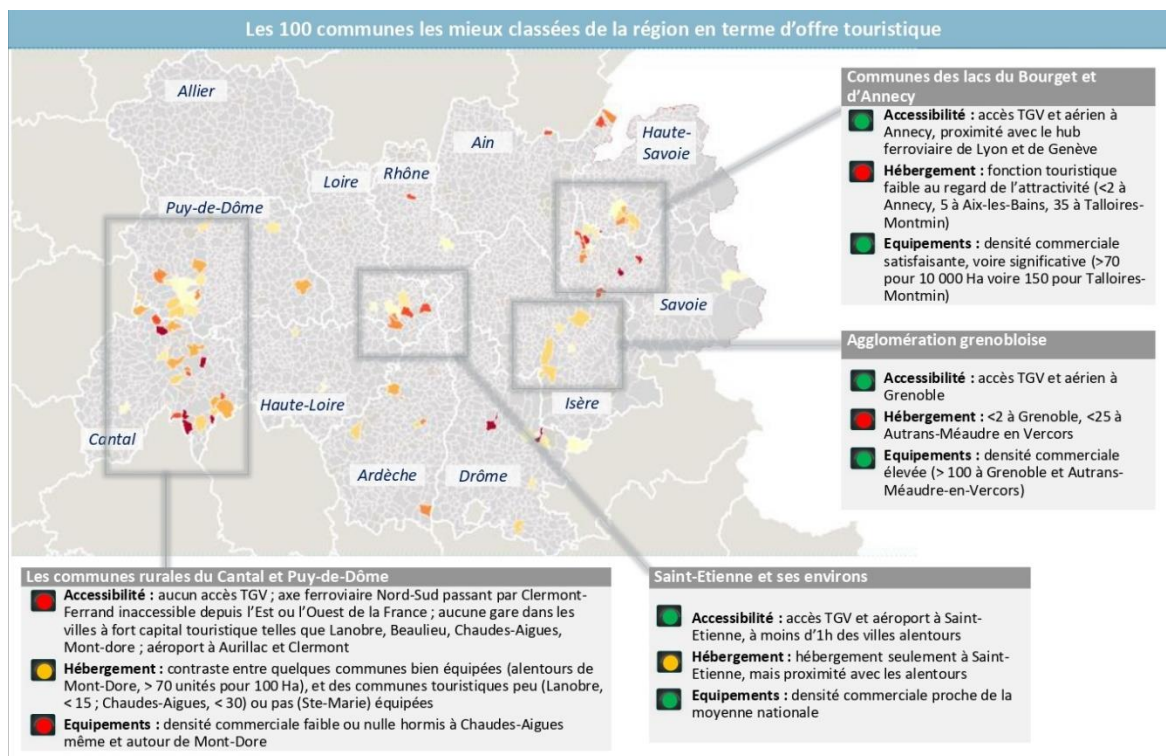 Les 100 communes les mieux classées de la région en terme d’offre touristique
Allier
Ain
Haute-
Savoie
Rhône
Loire
Puy-de-Dôme
Savoie
Isère
Haute-Loire
Cantal
Ardèche
Drôme
Communes des lacs du Bourget et
d’Annecy
Accessibilité : accès TGV et aérien à
Annecy, proximité avec le hub
ferroviaire de Lyon et de Genève
Hébergement : fonction touristique
faible au regard de l’attractivité (<2 à
Annecy, 5 à Aix-les-Bains, 35 à Talloires-
Montmin)
Equipements : densité commerciale
satisfaisante, voire significative (>70
pour 10 000 Ha voire 150 pour Talloires-
Montmin)
Agglomération grenobloise
Accessibilité : accès TGV et aérien à
Grenoble
Hébergement : <2 à Grenoble, <25 à
Autrans-Méaudre en Vercors
Equipements : densité commerciale
élevée (> 100 à Grenoble et Autrans-
Méaudre-en-Vercors)
Les communes rurales du Cantal et Puy-de-Dôme
Accessibilité : aucun accès TGV ; axe ferroviaire Nord-Sud passant par Clermont-
Ferrand inaccessible depuis l’Est ou l’Ouest de la France ; aucune gare dans les
villes à fort capital touristique telles que Lanobre, Beaulieu, Chaudes-Aigues,
Mont-dore ; aéroport à Aurillac et Clermont
Hébergement : contraste entre quelques communes bien équipées (alentours de
Mont-Dore, > 70 unités pour 100 Ha), et des communes touristiques peu (Lanobre,
< 15 ; Chaudes-Aigues, < 30) ou pas (Ste-Marie) équipées
Equipements : densité commerciale faible ou nulle hormis à Chaudes-Aigues
même et autour de Mont-Dore
Saint-Etienne et ses environs
Accessibilité : accès TGV et aéroport à Saint-
Etienne, à moins d’1h des villes alentours
Hébergement : hébergement seulement à Saint-
Etienne, mais proximité avec les alentours
Equipements : densité commerciale proche de la
moyenne nationale